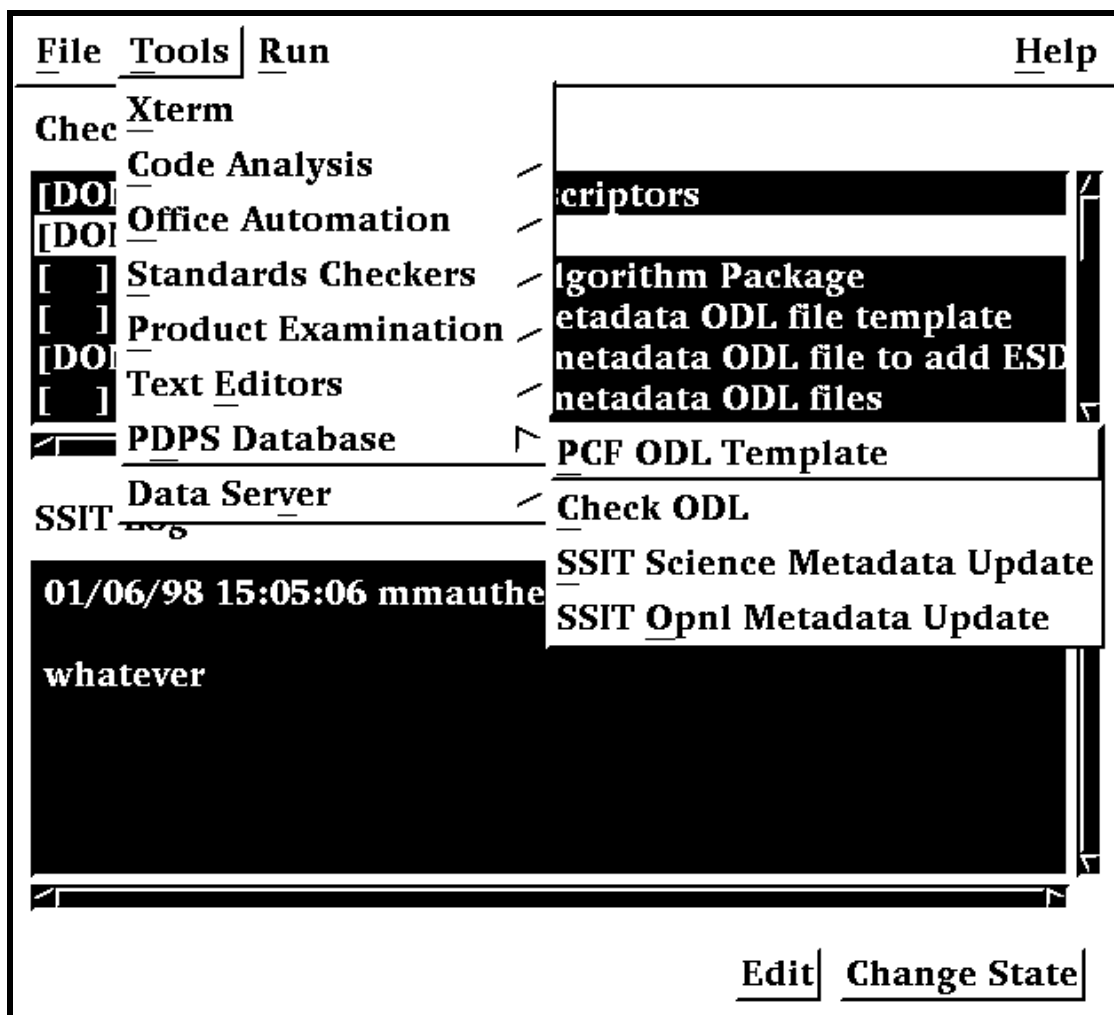 File Tools Run Help
Xterm
Chec
Code Analysis
[DO criptors
Office Automation
[DO
Standards Checkers
[ ] lgorithm Package
Product Examination
[ ] etadata ODL file template
[DO netadata ODL file to add ESD
Text Editors
[ ] netadata ODL files
PDPS Database
PCF ODL Template
Data Server
Check ODL
SSIT Log
SSIT Science Metadata Update
01/06/98 15:05:06 mmauthe
SSIT Opnl Metadata Update
whatever
Edit Change State